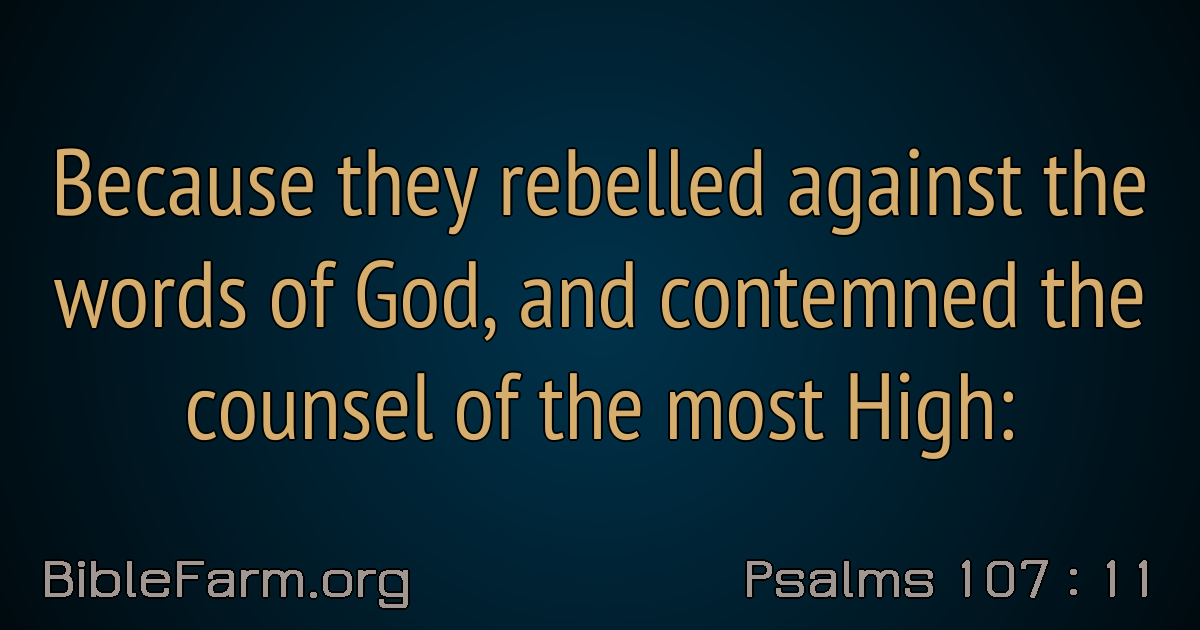 Because they rebelled against the
words of God, and contemned the
counsel of the most High:
BibleFarm.org
Psalms 107 : 11